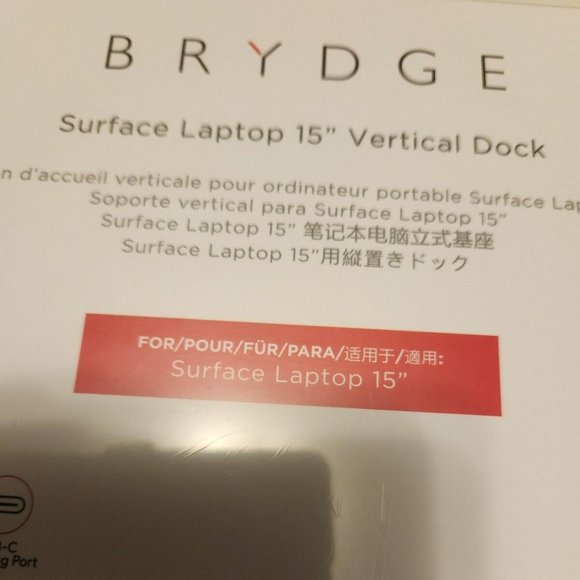 BRYDGE
Surface Laptop 15” Vertical Dock
d'accueil verticale pour ordinateur portable Surface
Soporte vertical para Surface Laptop 15”
Surface Laptop 15” 笔记本电脑立式基座
Surface Laptop 15”用縦置きドック
FOR/POUR/FÜR/PARA/适用于/適用:
Surface Laptop 15”
-C
g Port